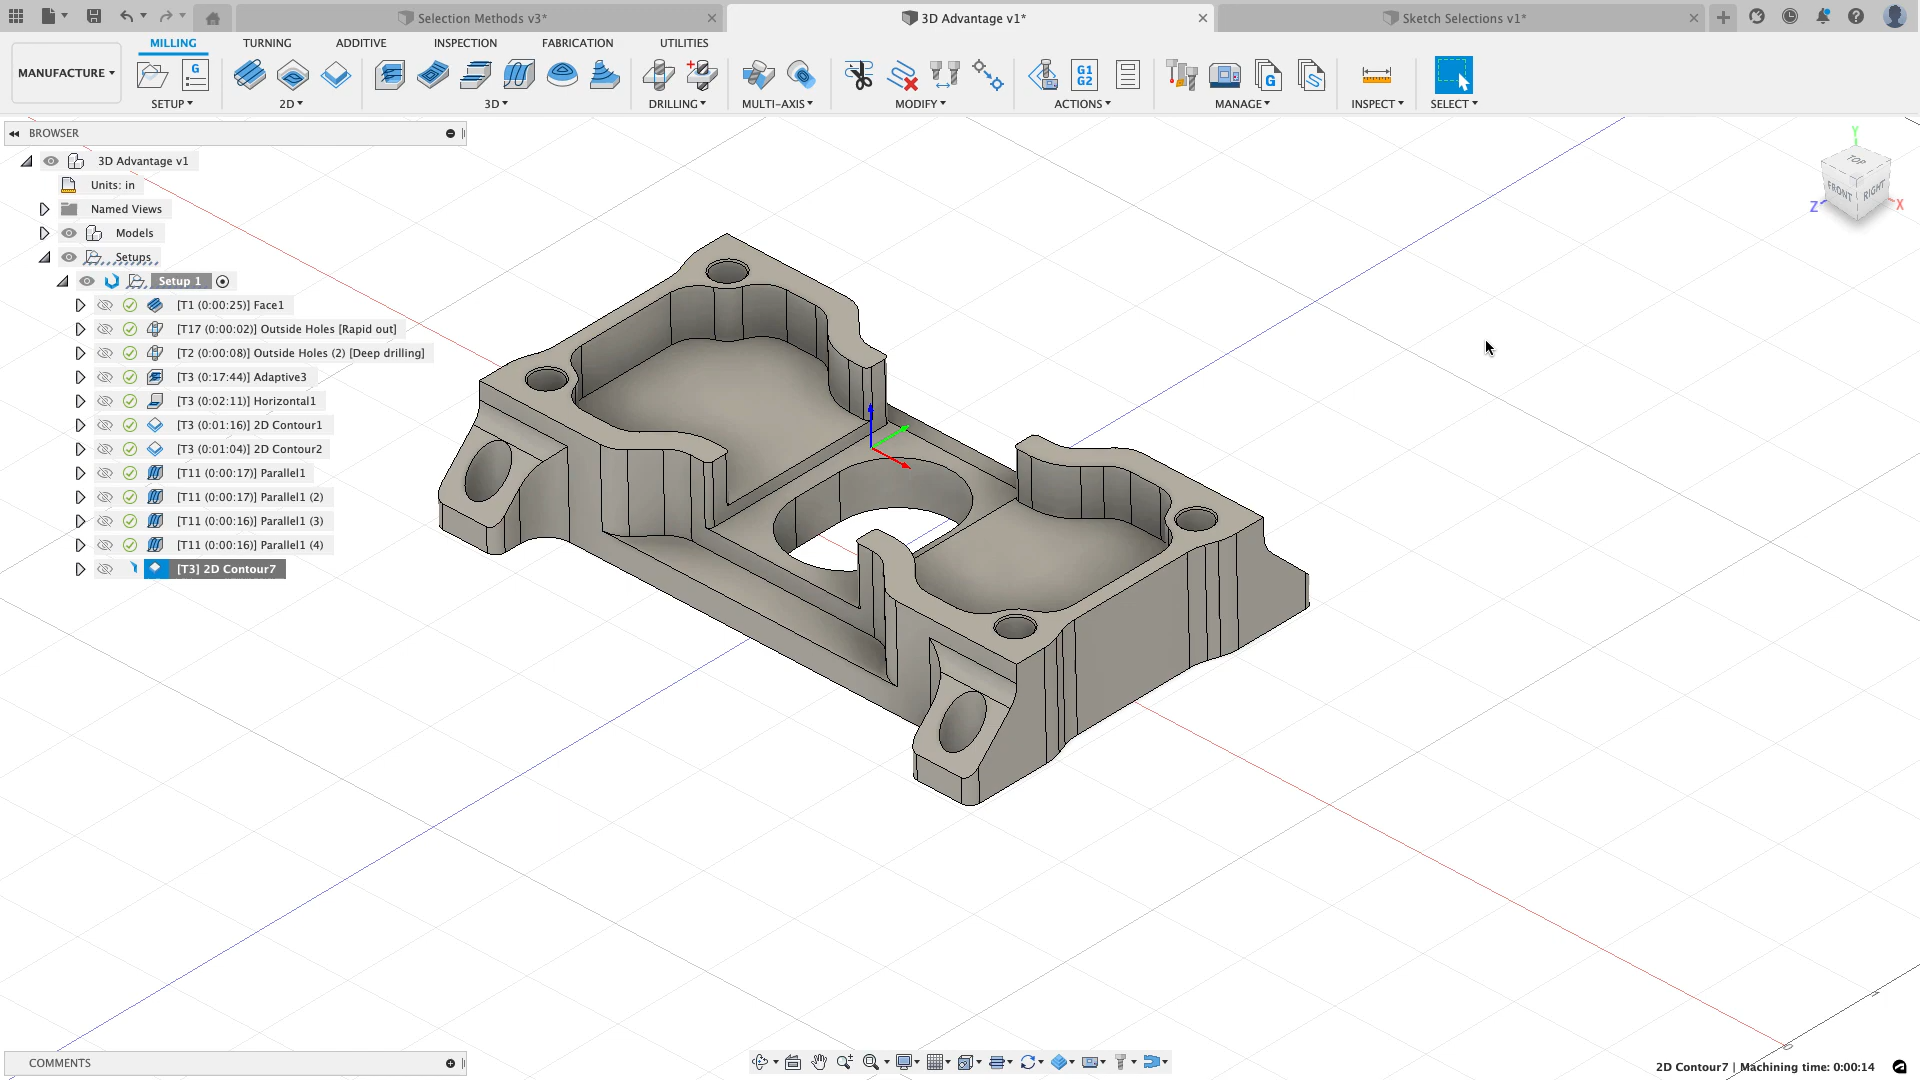 Selection Methods v3*
3D Advantage v1*
Sketch Selections v1*
MANUFACTURE
MILLING
TURNING
ADDITIVE
INSPECTION
FABRICATION
UTILITIES
G
G1
G2
G
SETUP
2D
3D
DRILLING
MULTI-AXIS
MODIFY
ACTIONS
MANAGE
INSPECT
SELECT
BROWSER
3D Advantage v1
Units: in
Named Views
Models
Setups
Setup 1
[T1 (0:00:25)] Face1
[T17 (0:00:02)] Outside Holes [Rapid out]
[T2 (0:00:08)] Outside Holes (2) [Deep drilling]
[T3 (0:17:44)] Adaptive3
[T3 (0:02:11)] Horizontal1
[T3 (0:01:16)] 2D Contour1
[T3 (0:01:04)] 2D Contour2
[T11 (0:00:17)] Parallel1
[T11 (0:00:17)] Parallel1 (2)
[T11 (0:00:16)] Parallel1 (3)
[T11 (0:00:16)] Parallel1 (4)
[T3] 2D Contour7
Y
TOP
FRONT
RIGHT
Z
X
COMMENTS
2D Contour7 | Machining time: 0:00:14